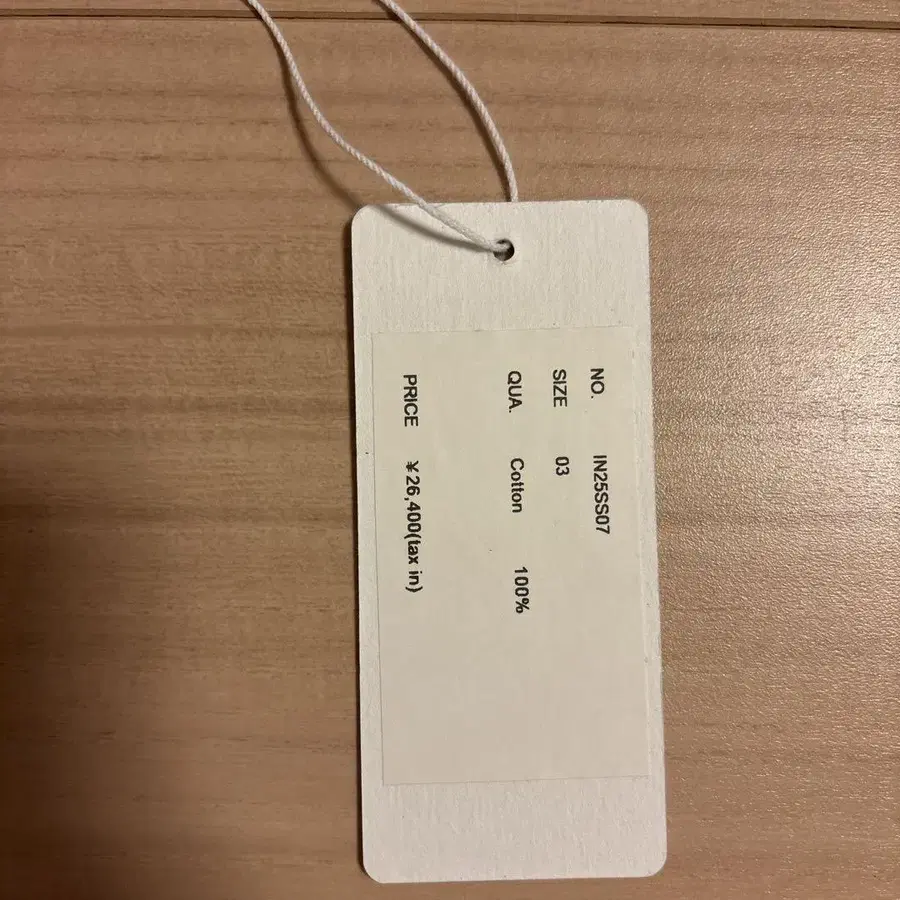 NO. IN25SS07
SIZE 03
QUA. Cotton 100%
PRICE ¥26,400(tax in)